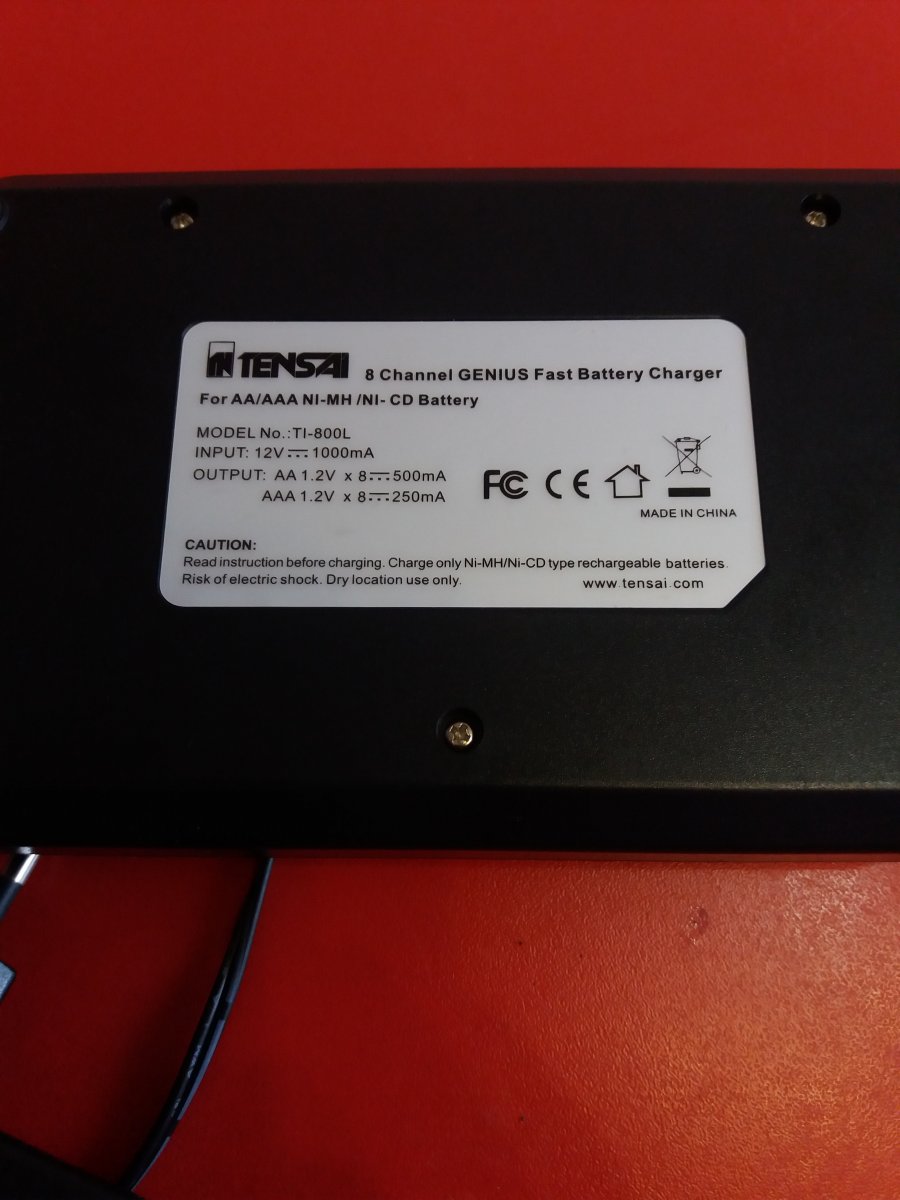 TENSAI 8 Channel GENIUS Fast Battery Charger
For AA/AAA NI-MH /NI- CD Battery
MODEL No.:TI-800L
INPUT: 12V⎓1000mA
OUTPUT: AA 1.2V x 8⎓500mA
AAA 1.2V x 8⎓250mA
FC CE
MADE IN CHINA
CAUTION:
Read instruction before charging. Charge only Ni-MH/Ni-CD type rechargeable batteries.
Risk of electric shock. Dry location use only.
www.tensai.com